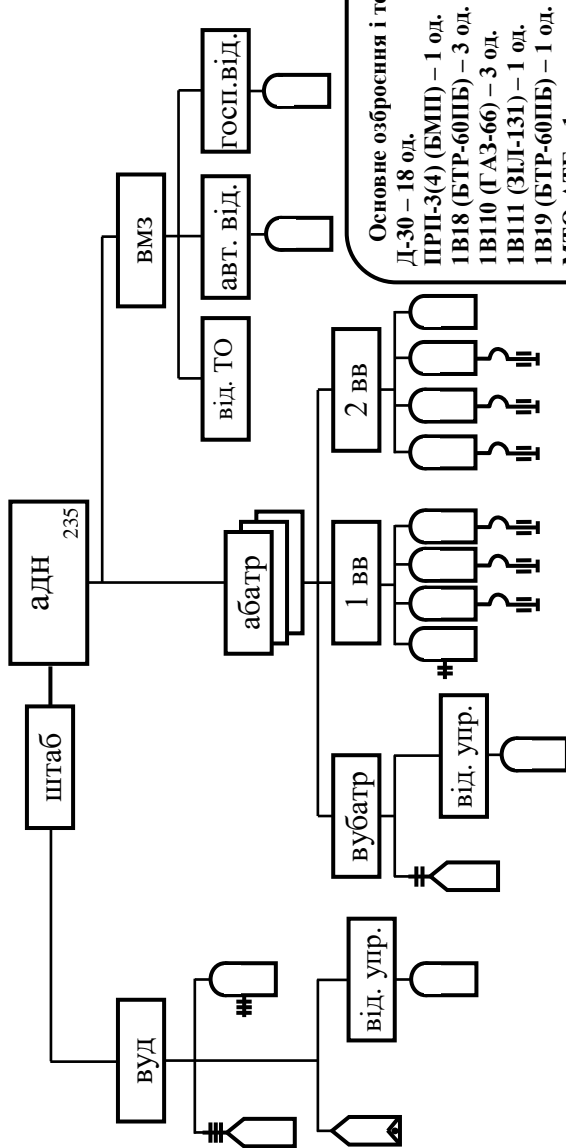 адн
235
штаб
вуд
вмз
від. ТО
авт. від.
госп.від.
абатр
від. упр.
вубатр
1 вв
2 вв
від. упр.
Основне озброєння і
Д-30 – 18 од.
ПРП-3(4) (БМП) – 1 од.
1В18 (БТР-60ПБ) – 3 од.
1В110 (ГАЗ-66) – 3 од.
1В111 (ЗІЛ-131) – 1 од.
1В19 (БТР-60ПБ) – 1 од.